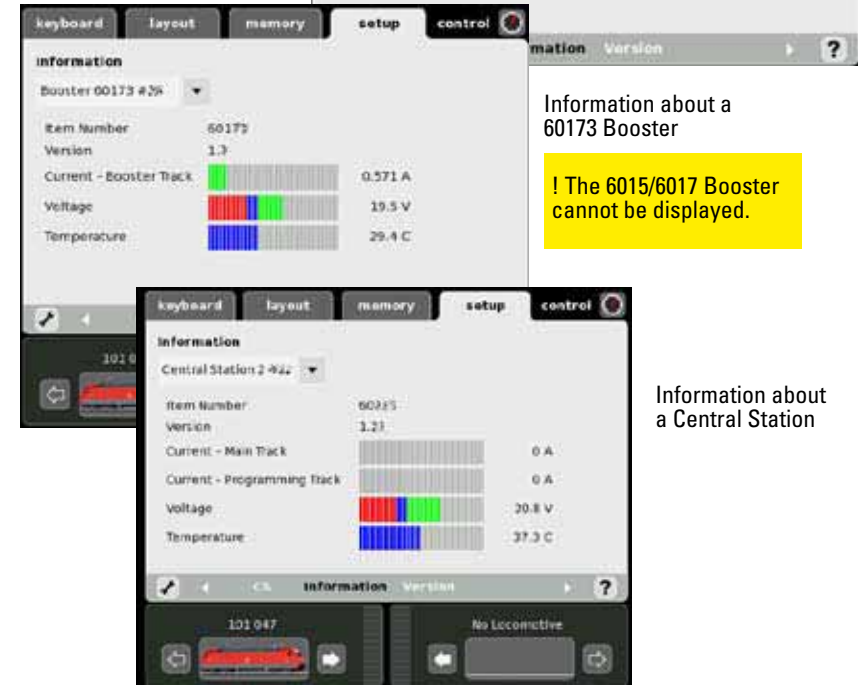 keyboard layout memory setup control
Information
Booster 60173
Item Number 60173
Version
Current - Booster Track 0.571 A
Voltage 19.5 V
Temperature 29.4 C
mation Version ?
Information about a
60173 Booster
! The 6015/6017 Booster
cannot be displayed.
keyboard layout memory setup control
Information
Central Station 2
Item Number
Version
Current - Main Track 0 A
Current - Programming Track 0 A
Voltage 20.8 V
Temperature 37.3 C
Information Version ?
101 047 No Locomotive
Information about
a Central Station